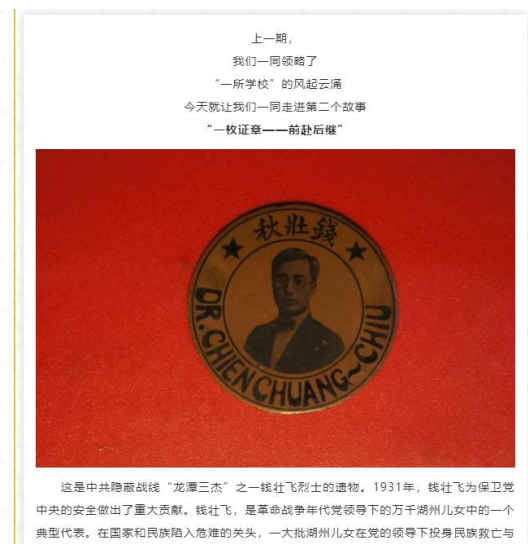 上一期，
我们一同领略了
“一所学校”的风起云涌
今天就让我们一同走进第二个故事
“一枚证章——前赴后继”
秋壯錢
DR. CHIEN CHUANG~CHIU
这是中共隐蔽战线“龙潭三杰”之一钱壮飞烈士的遗物。1931年，钱壮飞为保卫党
中央的安全做出了重大贡献。钱壮飞，是革命战争年代党领导下的万千湖州儿女中的一个
典型代表。在国家和民族陷入危难的关头，一大批湖州儿女在党的领导下投身民族救亡与